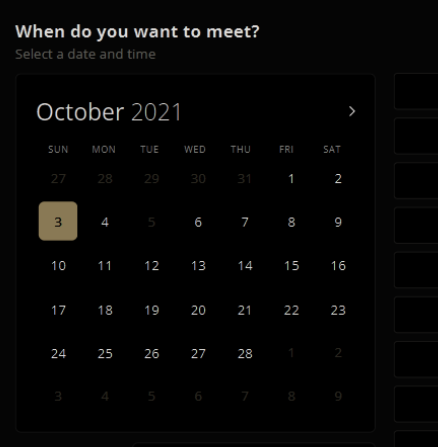 When do you want to meet?
Select a date and time
October 2021 >
SUN MON TUE WED THU FRI SAT
27 28 29 30 31 1 2
3 4 5 6 7 8 9
10 11 12 13 14 15 16
17 18 19 20 21 22 23
24 25 26 27 28 1 2
3 4 5 6 7 8 9